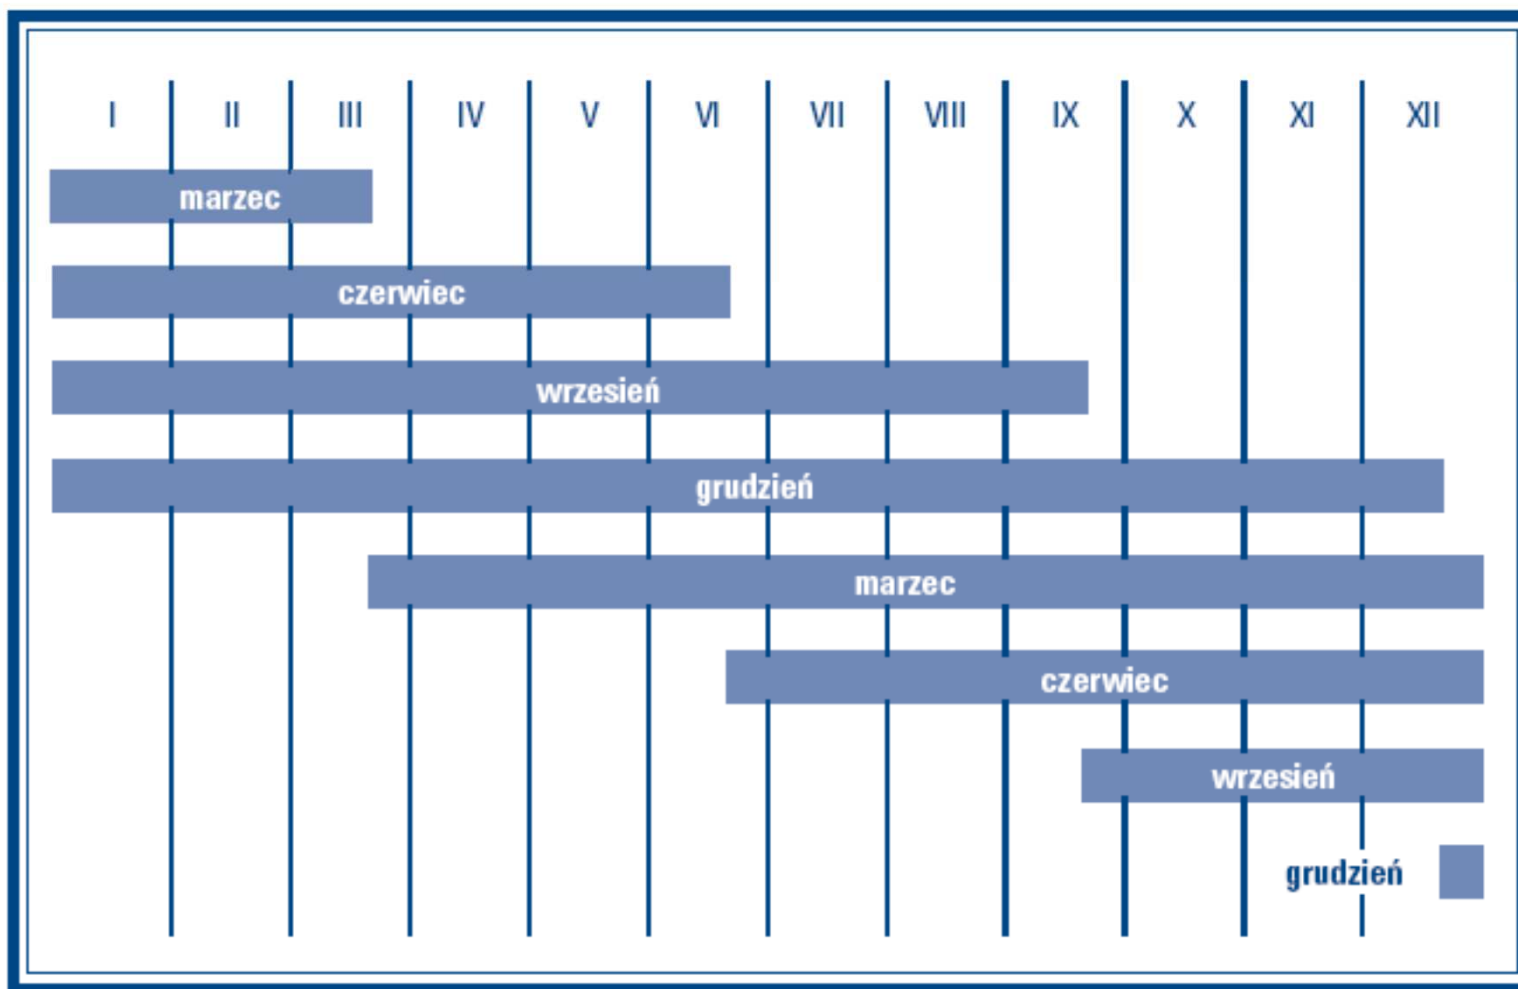 I II III IV V VI VII VIII IX X XI XII
marzec
czerwiec
wrzesień
grudzień
marzec
czerwiec
wrzesień
grudzień